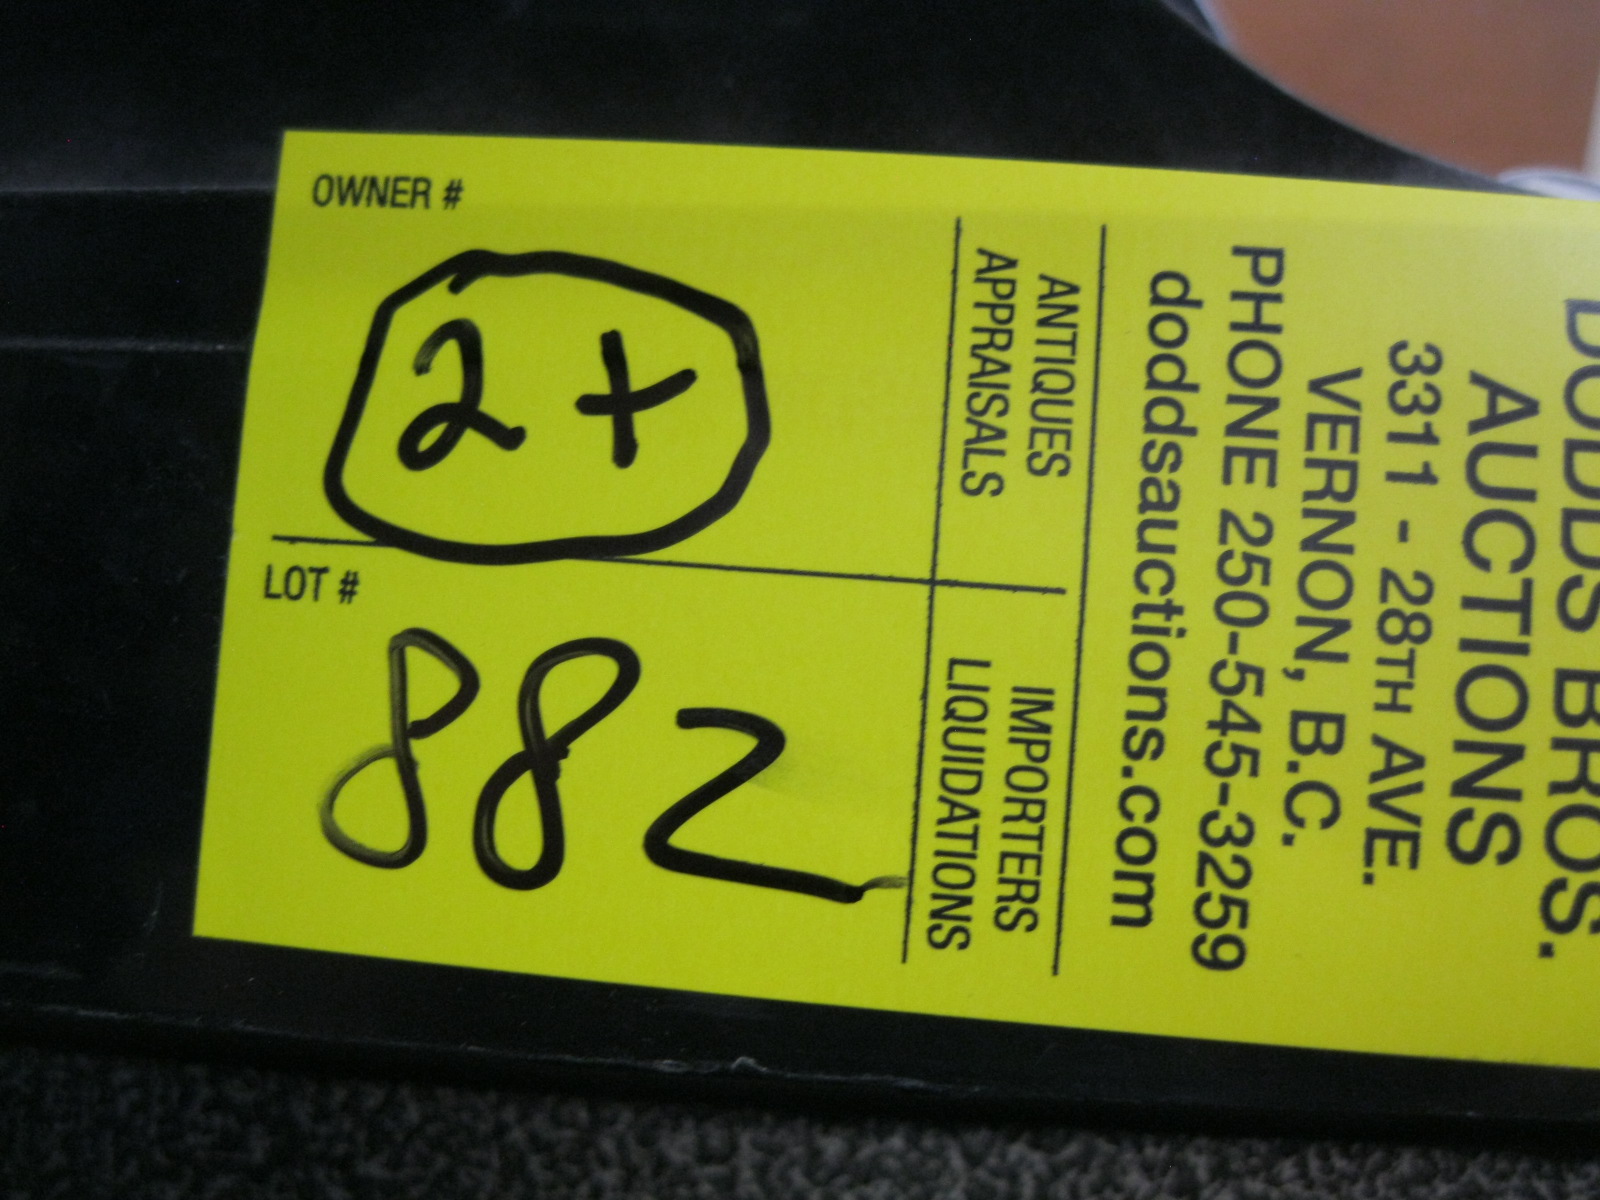 DODDS BROS.
AUCTIONS
3311 - 28TH AVE.
VERNON, B.C.
PHONE 250-545-3259
doddsauctions.com
ANTIQUES
APPRAISALS
IMPORTERS
LIQUIDATIONS
OWNER #
2+
LOT #
882